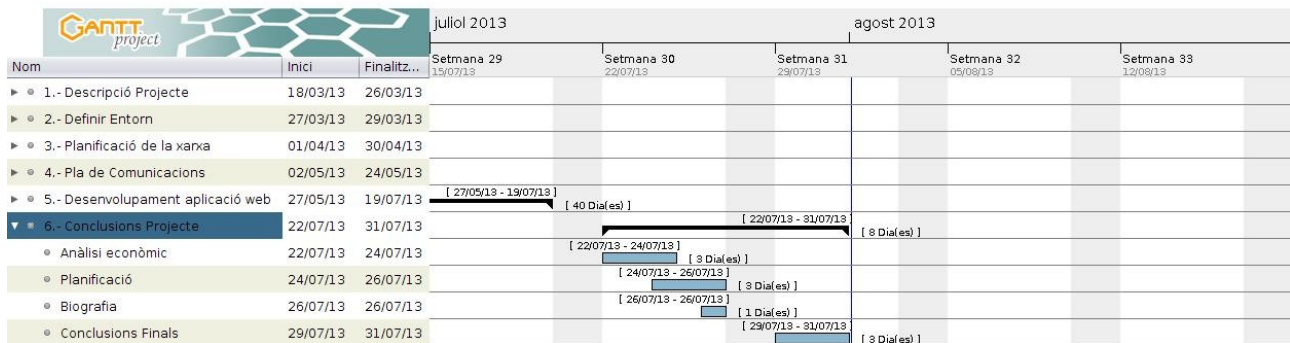 GANTT
project
juliol 2013
agost 2013
Nom Inici Finalitz...
Setmana 29 Setmana 30 Setmana 31 Setmana 32 Setmana 33
15/07/13 22/07/13 29/07/13 05/08/13 12/08/13
1.- Descripció Projecte 18/03/13 26/03/13
2.- Definir Entorn 27/03/13 29/03/13
3.- Planificació de la xarxa 01/04/13 30/04/13
4.- Pla de Comunicacions 02/05/13 24/05/13
5.- Desenvolupament aplicació web 27/05/13 19/07/13
[ 27/05/13 - 19/07/13 ]
[ 40 Dia(es) ]
6.- Conclusions Projecte 22/07/13 31/07/13
[ 22/07/13 - 31/07/13 ]
[ 8 Dia(es) ]
Anàlisi econòmic 22/07/13 24/07/13
[ 22/07/13 - 24/07/13 ]
[ 3 Dia(es) ]
Planificació 24/07/13 26/07/13
[ 24/07/13 - 26/07/13 ]
[ 3 Dia(es) ]
Biografia 26/07/13 26/07/13
[ 26/07/13 - 26/07/13 ]
[ 1 Dia(es) ]
Conclusions Finals 29/07/13 31/07/13
[ 29/07/13 - 31/07/13 ]
[ 3 Dia(es) ]